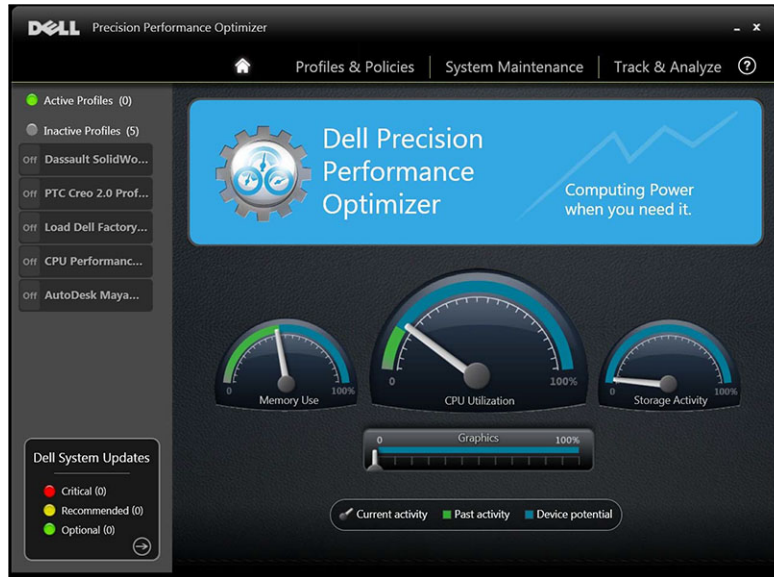 DELL Precision Performance Optimizer
Profiles & Policies
System Maintenance
Track & Analyze
?
Active Profiles (0)
Inactive Profiles (5)
Off Dassault SolidWo...
Off PTC Creo 2.0 Prof...
Off Load Dell Factory...
Off CPU Performanc...
Off AutoDesk Maya...
Dell Precision
Performance
Optimizer
Computing Power
when you need it.
0 100%
Memory Use
0 100%
CPU Utilization
0 100%
Storage Activity
0 Graphics 100%
Current activity Past activity Device potential
Dell System Updates
Critical (0)
Recommended (0)
Optional (0)